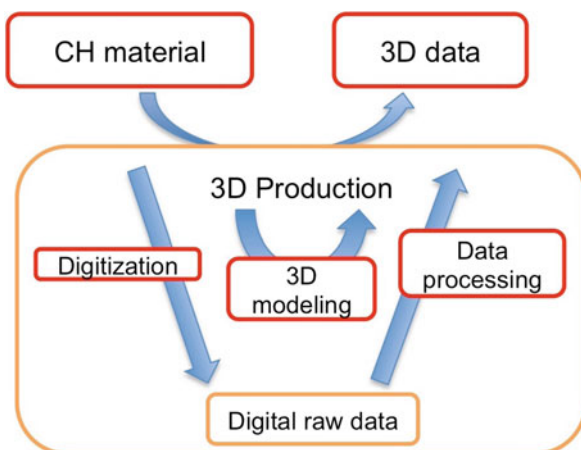 CH material
3D data
3D Production
Digitization
3D
modeling
Data
processing
Digital raw data